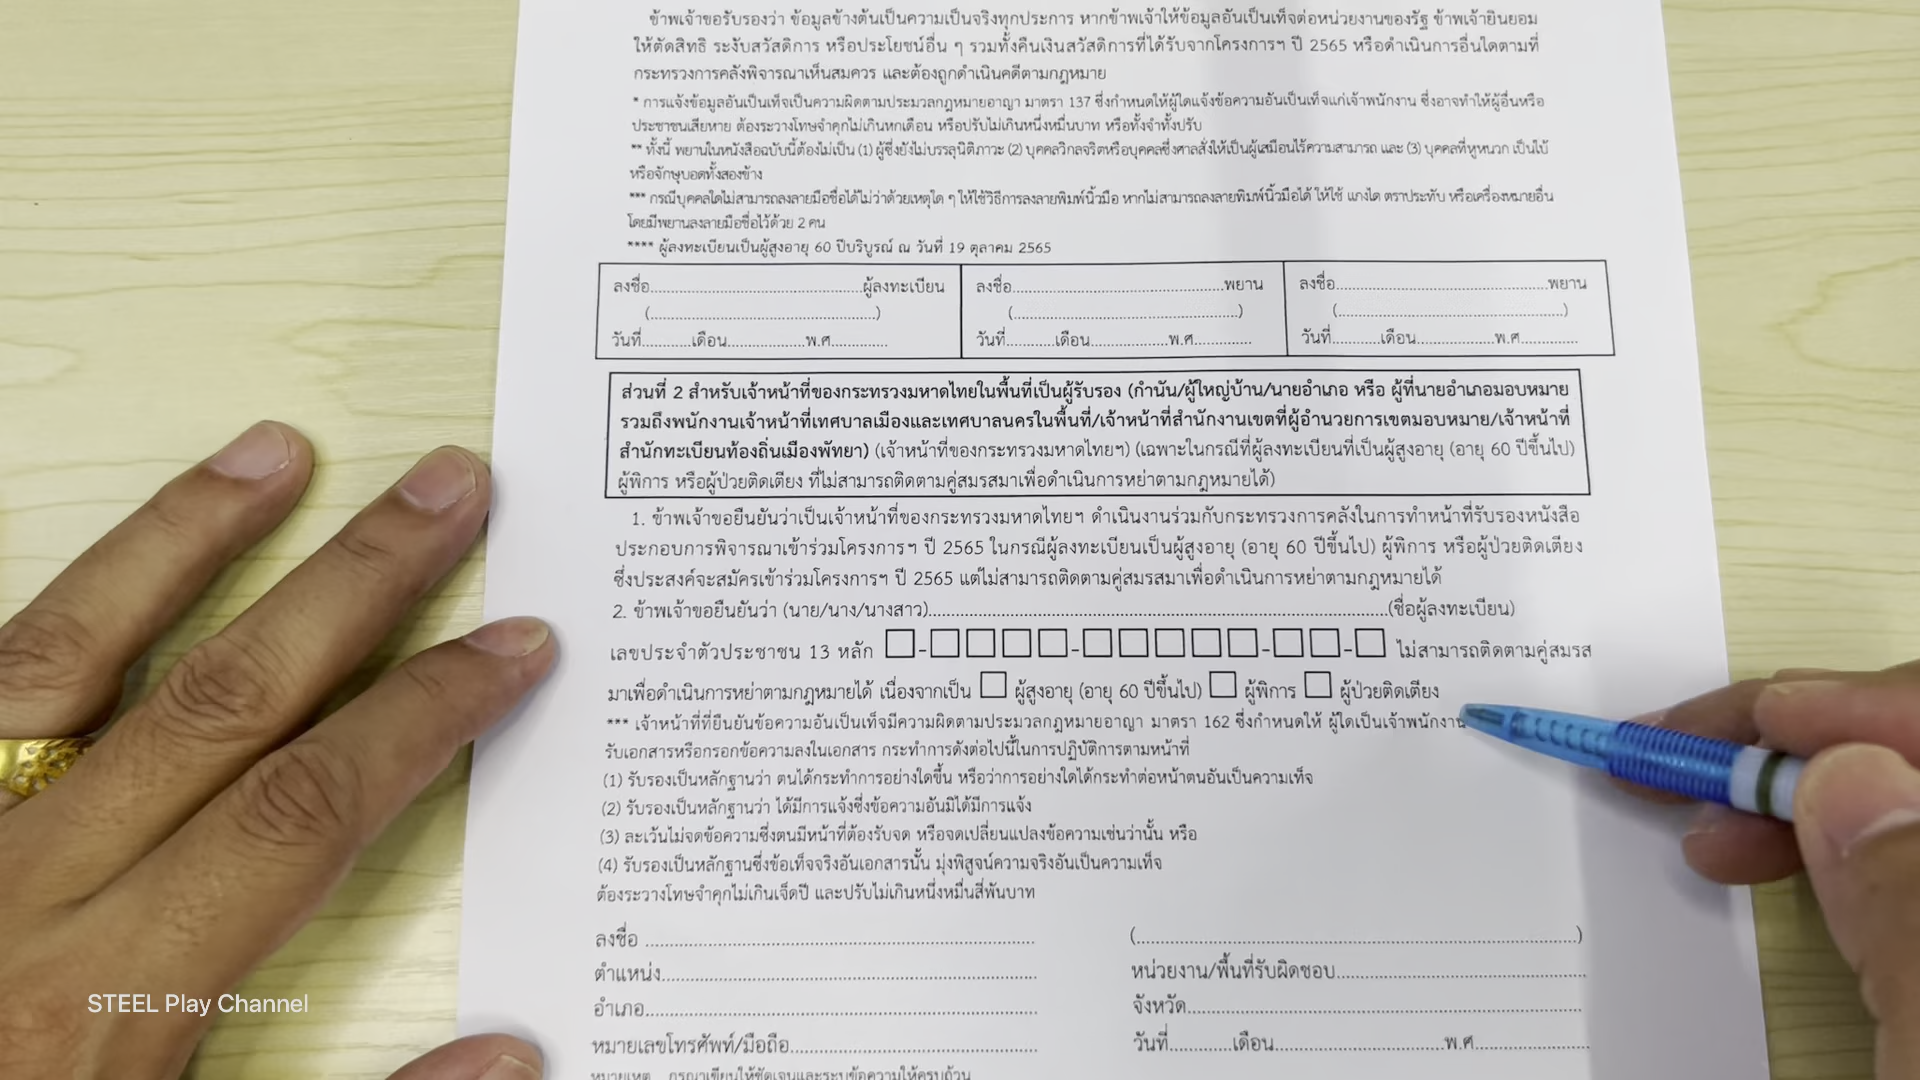 ข้าพเจ้าขอรับรองว่า ข้อมูลข้างต้นเป็นความเป็นจริงทุกประการ หากข้าพเจ้าให้ข้อมูลอันเป็นเท็จต่อหน่วยงานของรัฐ ข้าพเจ้ายินยอม
ให้ตัดสิทธิ ระงับสวัสดิการ หรือประโยชน์อื่น ๆ รวมทั้งคืนเงินสวัสดิการที่ได้รับจากโครงการฯ ปี 2565 หรือดำเนินการอื่นใดตามที่
กระทรวงการคลังพิจารณาเห็นสมควร และต้องถูกดำเนินคดีตามกฎหมาย
* การแจ้งข้อมูลอันเป็นเท็จเป็นความผิดตามประมวลกฎหมายอาญา มาตรา 137 ซึ่งกำหนดให้ผู้ใดแจ้งข้อความอันเป็นเท็จแก่เจ้าพนักงาน ซึ่งอาจทำให้ผู้อื่นหรือ
ประชาชนเสียหาย ต้องระวางโทษจำคุกไม่เกินหกเดือน หรือปรับไม่เกินหนึ่งหมื่นบาท หรือทั้งจำทั้งปรับ
** ทั้งนี้ พยานในหนังสือฉบับนี้ต้องไม่เป็น (1) ผู้ซึ่งยังไม่บรรลุนิติภาวะ (2) บุคคลวิกลจริตหรือบุคคลซึ่งศาลสั่งให้เป็นผู้เสมือนไร้ความสามารถ และ (3) บุคคลที่หูหนวก เป็นใบ้
หรือจักษุบอดทั้งสองข้าง
*** กรณีบุคคลใดไม่สามารถลงลายมือชื่อได้ไม่ว่าด้วยเหตุใด ๆ ให้ใช้วิธีการลงลายพิมพ์นิ้วมือ หากไม่สามารถลงลายพิมพ์นิ้วมือได้ ให้ใช้ แกงได ตราประทับ หรือเครื่องหมายอื่น
โดยมีพยานลงลายมือชื่อไว้ด้วย 2 คน
**** ผู้ลงทะเบียนเป็นผู้สูงอายุ 60 ปีบริบูรณ์ ณ วันที่ 19 ตุลาคม 2565
ลงชื่อ..........................................ผู้ลงทะเบียน ลงชื่อ..........................................พยาน ลงชื่อ..........................................พยาน
(.............................................) (.............................................) (.............................................)
วันที่..........เดือน...............พ.ศ........... วันที่..........เดือน...............พ.ศ........... วันที่..........เดือน...............พ.ศ...........
ส่วนที่ 2 สำหรับเจ้าหน้าที่ของกระทรวงมหาดไทยในพื้นที่เป็นผู้รับรอง (กำนัน/ผู้ใหญ่บ้าน/นายอำเภอ หรือ ผู้ที่นายอำเภอมอบหมาย
รวมถึงพนักงานเจ้าหน้าที่เทศบาลเมืองและเทศบาลนครในพื้นที่/เจ้าหน้าที่สำนักงานเขตที่ผู้อำนวยการเขตมอบหมาย/เจ้าหน้าที่
สำนักทะเบียนท้องถิ่นเมืองพัทยา) (เจ้าหน้าที่ของกระทรวงมหาดไทยฯ) (เฉพาะในกรณีที่ผู้ลงทะเบียนที่เป็นผู้สูงอายุ (อายุ 60 ปีขึ้นไป)
ผู้พิการ หรือผู้ป่วยติดเตียง ที่ไม่สามารถติดตามคู่สมรสมาเพื่อดำเนินการหย่าตามกฎหมายได้)
1. ข้าพเจ้าขอยืนยันว่าเป็นเจ้าหน้าที่ของกระทรวงมหาดไทยฯ ดำเนินงานร่วมกับกระทรวงการคลังในการทำหน้าที่รับรองหนังสือ
ประกอบการพิจารณาเข้าร่วมโครงการฯ ปี 2565 ในกรณีผู้ลงทะเบียนเป็นผู้สูงอายุ (อายุ 60 ปีขึ้นไป) ผู้พิการ หรือผู้ป่วยติดเตียง
ซึ่งประสงค์จะสมัครเข้าร่วมโครงการฯ ปี 2565 แต่ไม่สามารถติดตามคู่สมรสมาเพื่อดำเนินการหย่าตามกฎหมายได้
2. ข้าพเจ้าขอยืนยันว่า (นาย/นาง/นางสาว)..........................................(ชื่อผู้ลงทะเบียน)
เลขประจำตัวประชาชน 13 หลัก □-□□□□-□□□□□-□□-□ ไม่สามารถติดตามคู่สมรส
มาเพื่อดำเนินการหย่าตามกฎหมายได้ เนื่องจากเป็น □ ผู้สูงอายุ (อายุ 60 ปีขึ้นไป) □ ผู้พิการ □ ผู้ป่วยติดเตียง
*** เจ้าหน้าที่ที่ยืนยันข้อความอันเป็นเท็จมีความผิดตามประมวลกฎหมายอาญา มาตรา 162 ซึ่งกำหนดให้ ผู้ใดเป็นเจ้าพนักงาน
รับเอกสารหรือกรอกข้อความลงในเอกสาร กระทำการดังต่อไปนี้ในการปฏิบัติการตามหน้าที่
(1) รับรองเป็นหลักฐานว่า ตนได้กระทำการอย่างใดขึ้น หรือว่าการอย่างใดได้กระทำต่อหน้าตนอันเป็นความเท็จ
(2) รับรองเป็นหลักฐานว่า ได้มีการแจ้งซึ่งข้อความอันมิได้มีการแจ้ง
(3) ละเว้นไม่จดข้อความซึ่งตนมีหน้าที่ต้องรับจด หรือจดเปลี่ยนแปลงข้อความเช่นว่านั้น หรือ
(4) รับรองเป็นหลักฐานซึ่งข้อเท็จจริงอันเอกสารนั้น มุ่งพิสูจน์ความจริงอันเป็นความเท็จ
ต้องระวางโทษจำคุกไม่เกินเจ็ดปี และปรับไม่เกินหนึ่งหมื่นสี่พันบาท
ลงชื่อ .......................................... (..........................................)
ตำแหน่ง.......................................... หน่วยงาน/พื้นที่รับผิดชอบ..........................................
อำเภอ.......................................... จังหวัด..........................................
หมายเลขโทรศัพท์/มือถือ.......................................... วันที่............เดือน..............................พ.ศ....................
หมายเหตุ กรุณาเขียนให้ชัดเจนและระบุข้อความให้ครบถ้วน
STEEL Play Channel